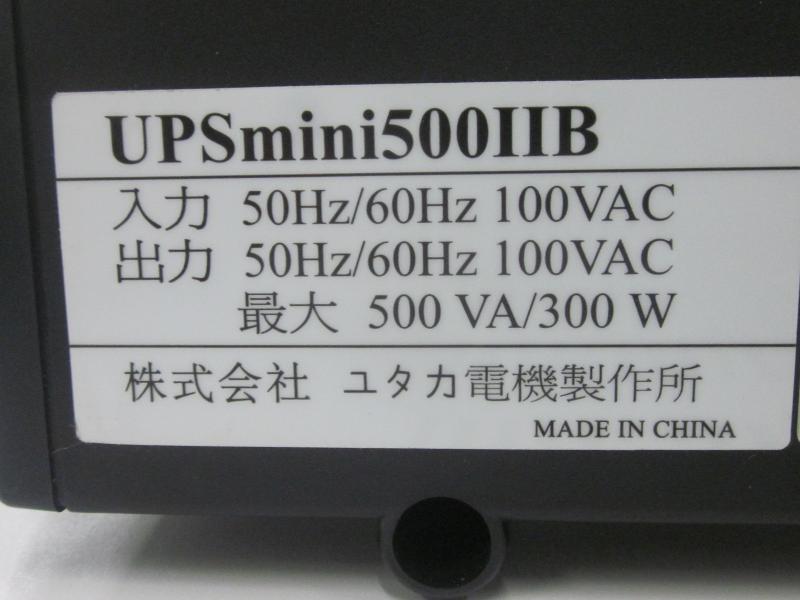 UPSmini500IIB
入力 50Hz/60Hz 100VAC
出力 50Hz/60Hz 100VAC
最大 500 VA/300 W
株式会社 ユタカ電機製作所
MADE IN CHINA